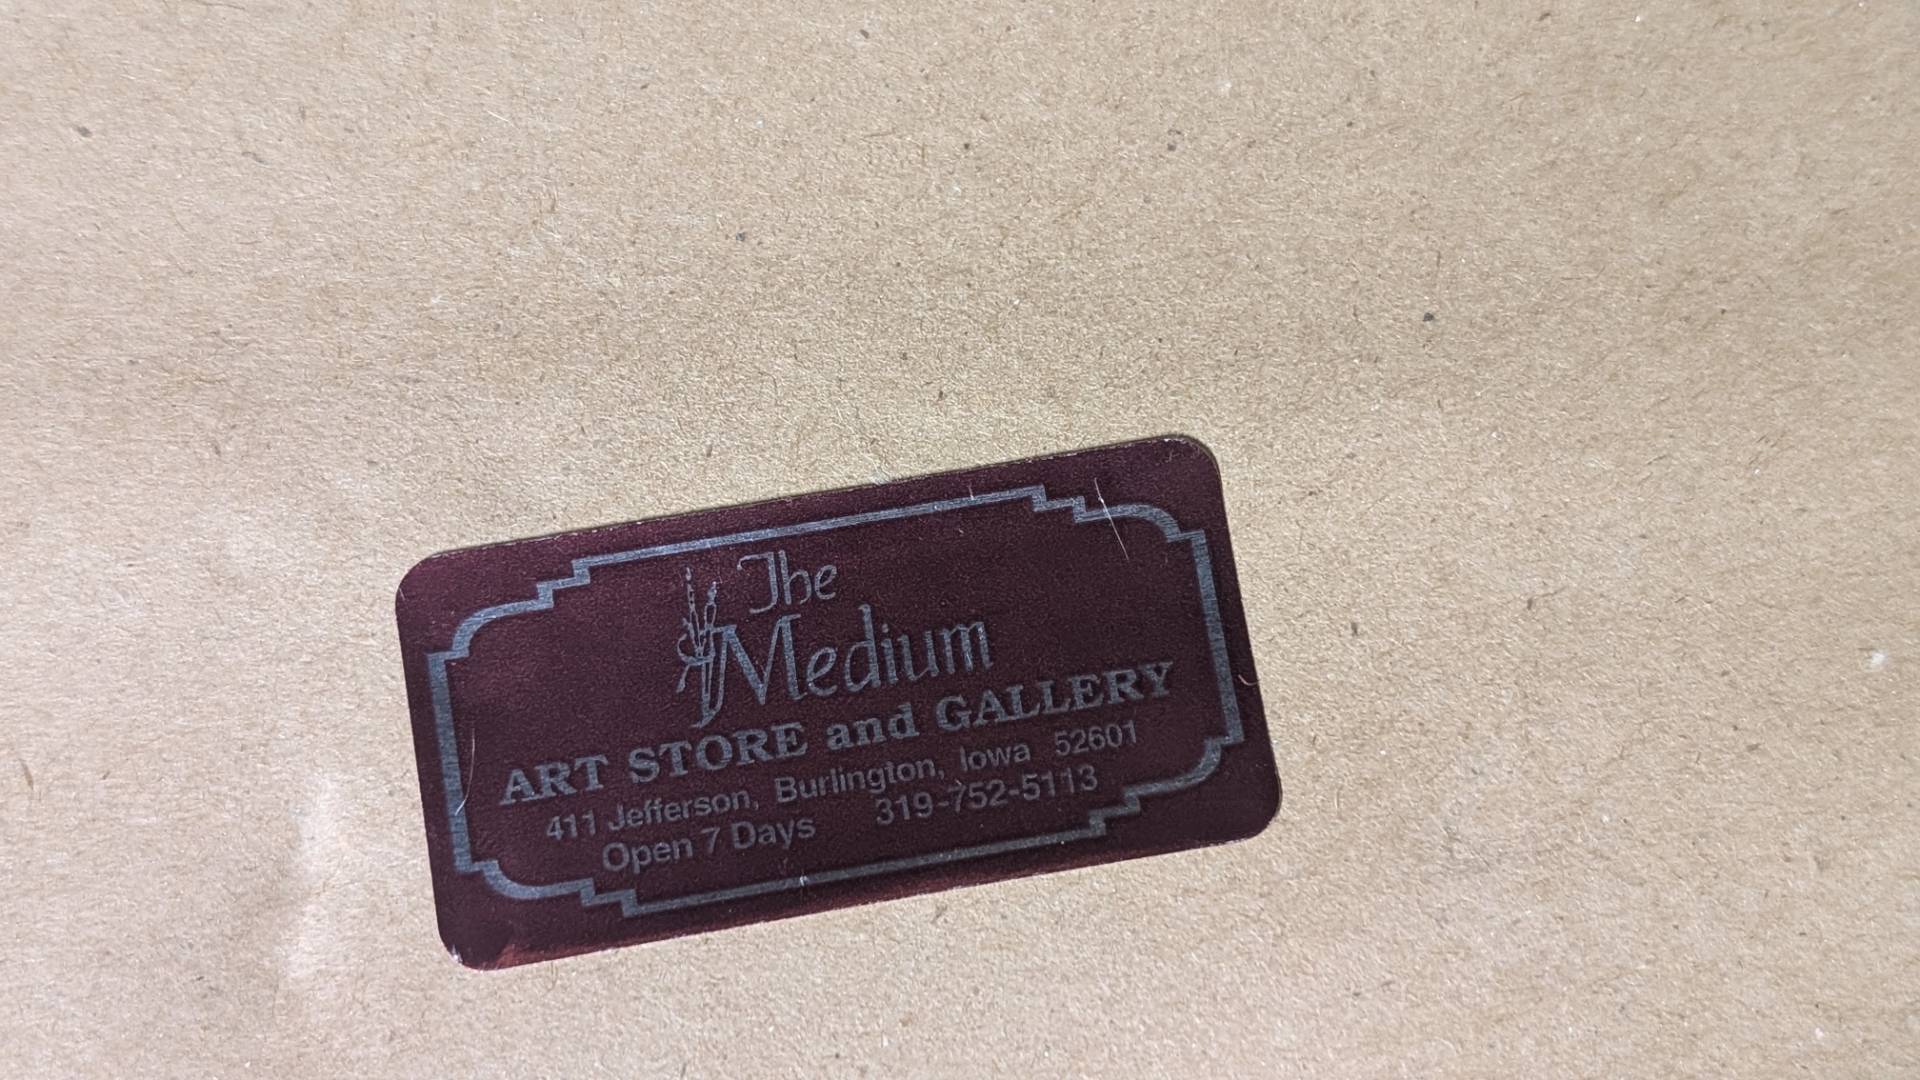 The
Medium
ART STORE and GALLERY
411 Jefferson, Burlington, Iowa 52601
Open 7 Days 319-752-5113